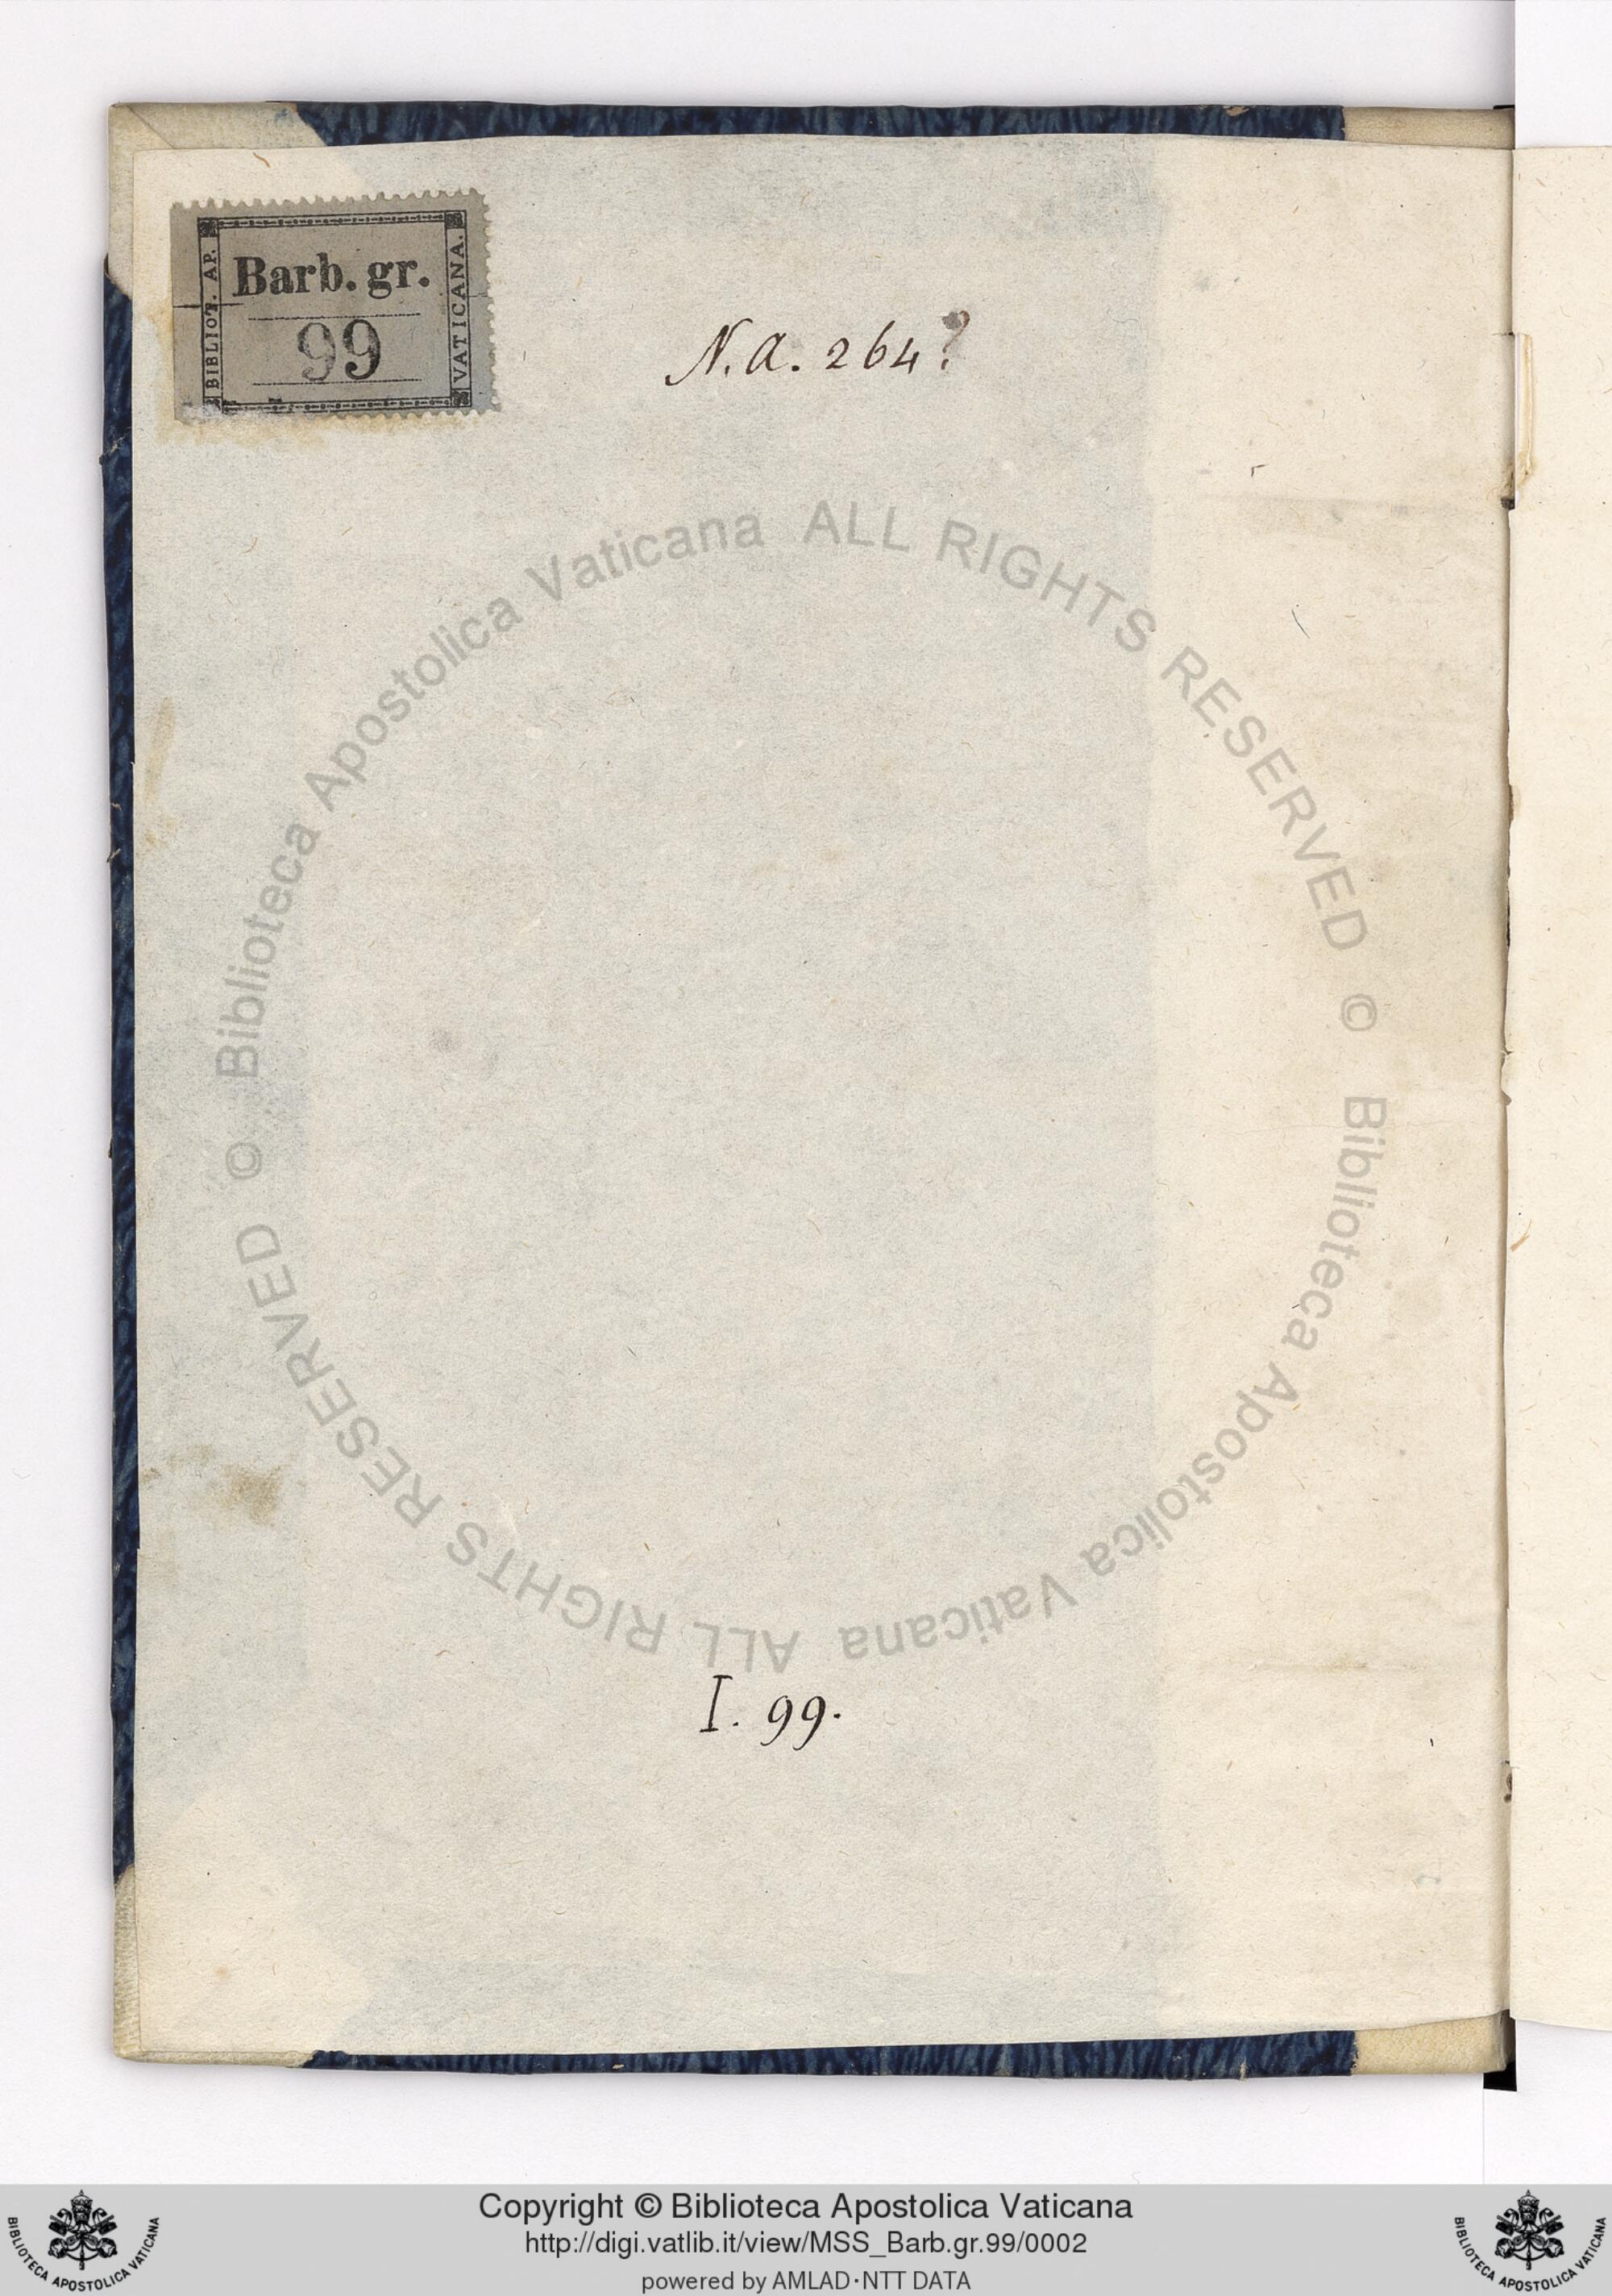 BIBLIOT. AP.
Barb. gr.
99
VATICANA.
N. a. 264?
© Biblioteca Apostolica Vaticana ALL RIGHTS RESERVED © Biblioteca Apostolica Vaticana ALL RIGHTS RESERVED
I. 99.
Copyright © Biblioteca Apostolica Vaticana
http://digi.vatlib.it/view/MSS_Barb.gr.99/0002
powered by AMLAD·NTT DATA
BIBLIOTECA APOSTOLICA VATICANA
BIBLIOTECA APOSTOLICA VATICANA